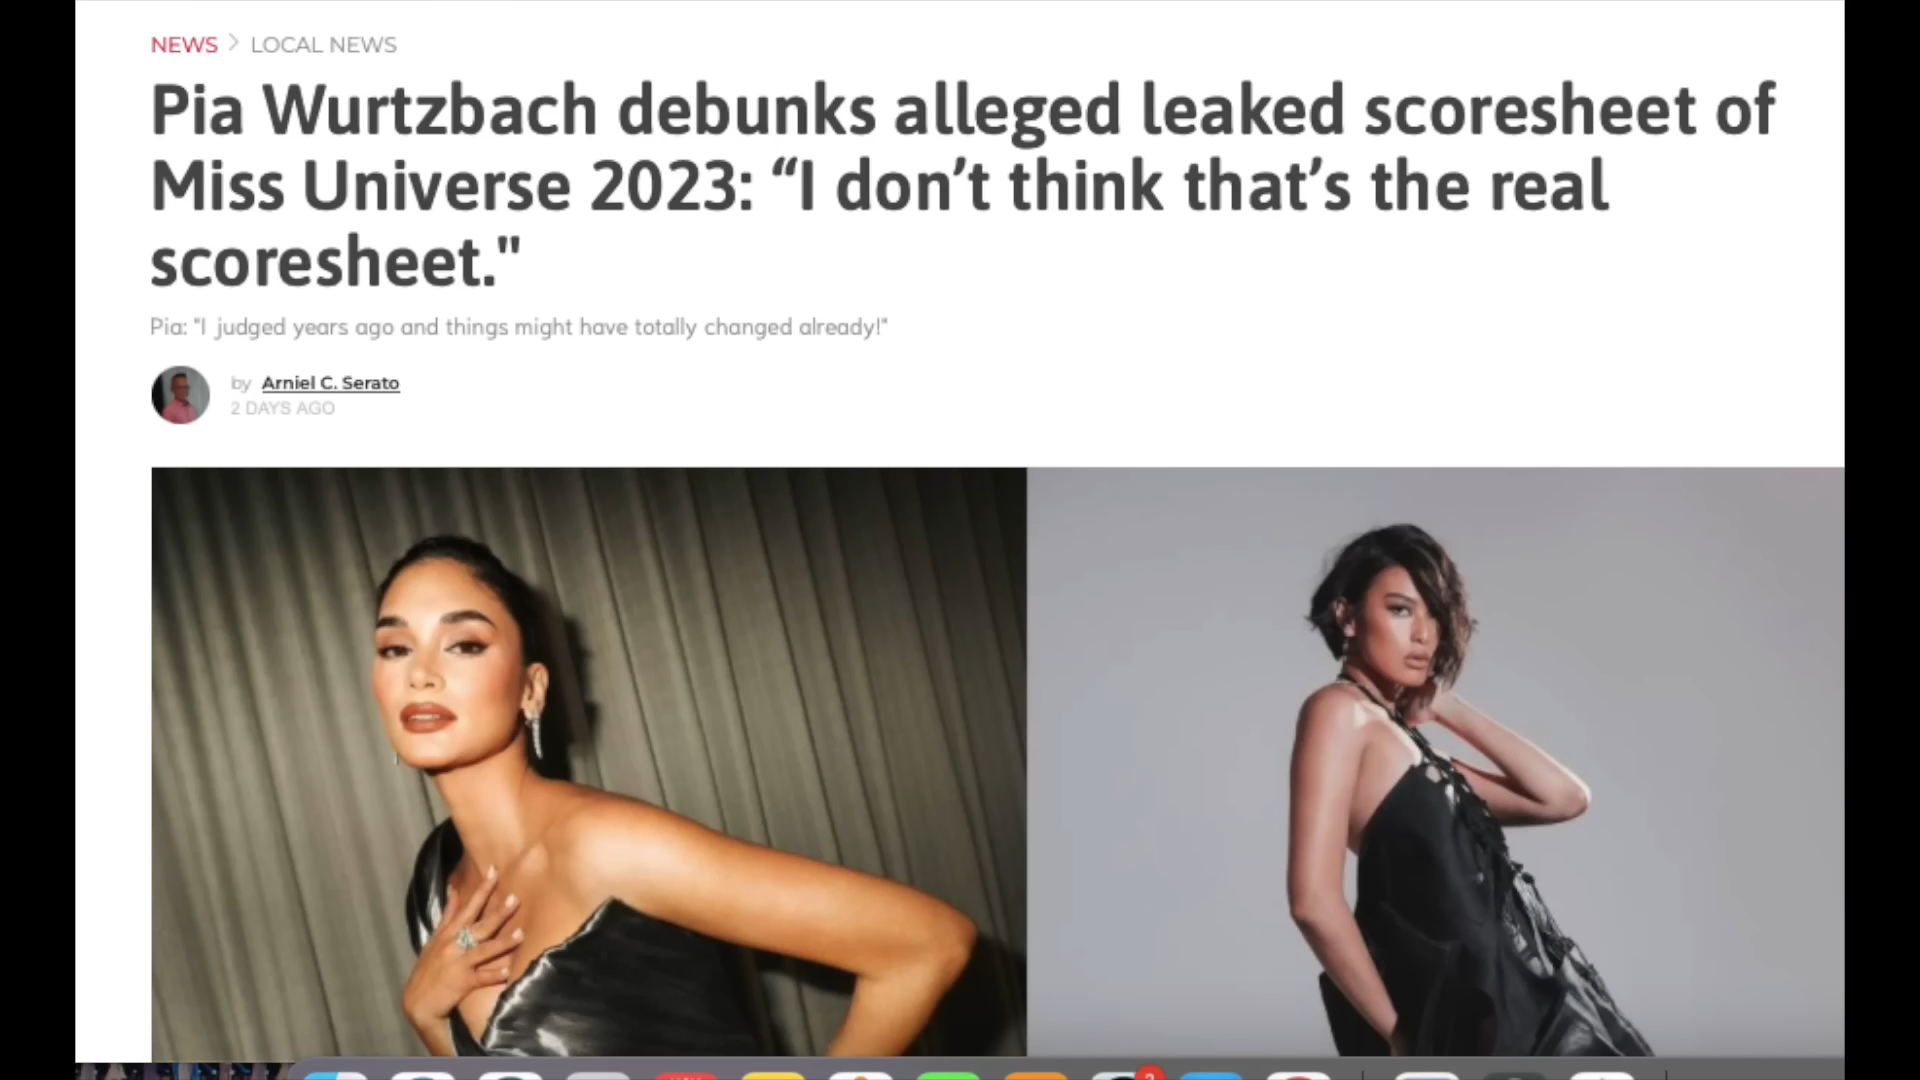 NEWS > LOCAL NEWS
Pia Wurtzbach debunks alleged leaked scoresheet of
Miss Universe 2023: “I don’t think that’s the real
scoresheet."
Pia: "I judged years ago and things might have totally changed already!"
by Arniel C. Serato
2 DAYS AGO